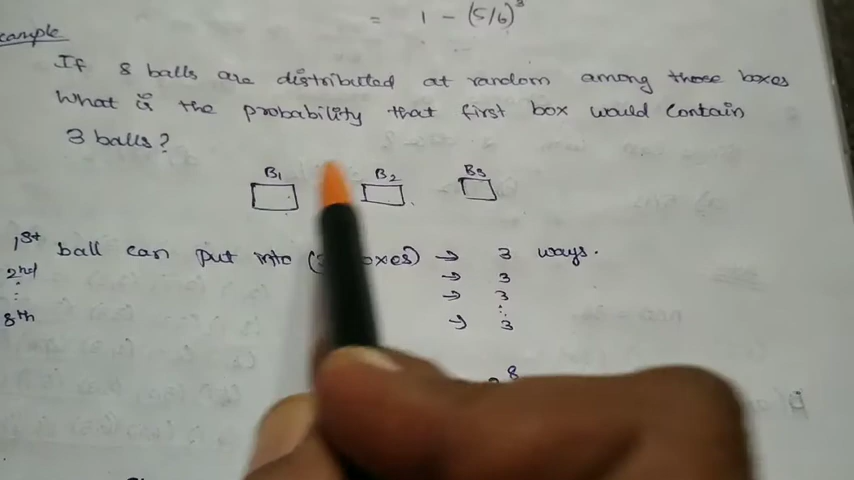 = 1 - (5/6)³
If 8 balls are distributed at random among three boxes
What is the probability that first box would contain
3 balls?
B₁ B₂ B₃
1st ball can put into ( boxes) → 3 ways.
2nd → 3
: → 3
:
8th → 3
8